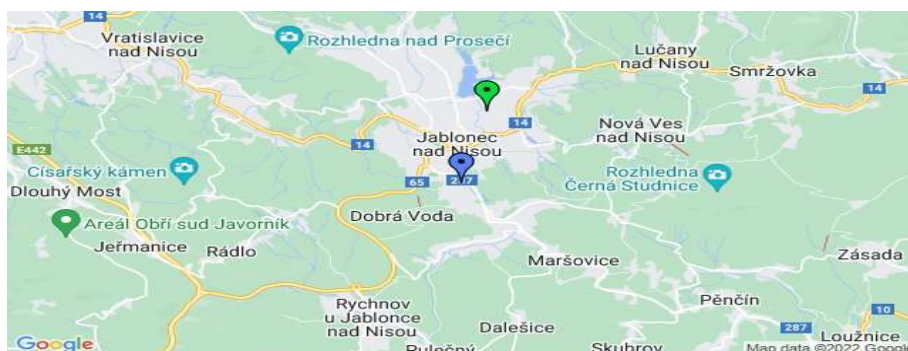 14
Vratislavice
nad Nisou
Rozhledna nad Prosečí
Lučany
nad Nisou
Smržovka
14
14
14
Nová Ves
nad Nisou
Jablonec
nad Nisou
E442
Císařský kámen
65
Rozhledna
Černá Studnice
Dlouhý Most
Dobrá Voda
Areál Obří sud Javorník
Jeřmanice
Rádlo
Maršovice
Zásada
Rychnov
u Jablonce
nad Nisou
Pěnčín
10
Dalešice
287
Loužnice
Google
Pulečný
Skuhrov
Map data ©2022 Google